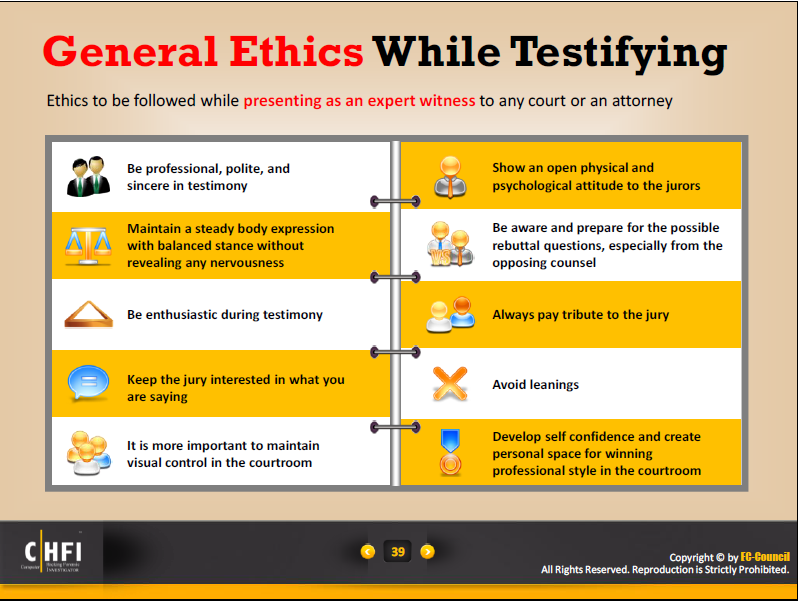 General Ethics While Testifying
Ethics to be followed while presenting as an expert witness to any court or an attorney
Be professional, polite, and
sincere in testimony
Maintain a steady body expression
with balanced stance without
revealing any nervousness
Be enthusiastic during testimony
Keep the jury interested in what you
are saying
It is more important to maintain
visual control in the courtroom
Show an open physical and
psychological attitude to the jurors
Be aware and prepare for the possible
rebuttal questions, especially from the
opposing counsel
Always pay tribute to the jury
Avoid leanings
Develop self confidence and create
personal space for winning
professional style in the courtroom
CHFI
Computer Hacking Forensic
INVESTIGATOR
39
Copyright © by EC-Council
All Rights Reserved. Reproduction is Strictly Prohibited.